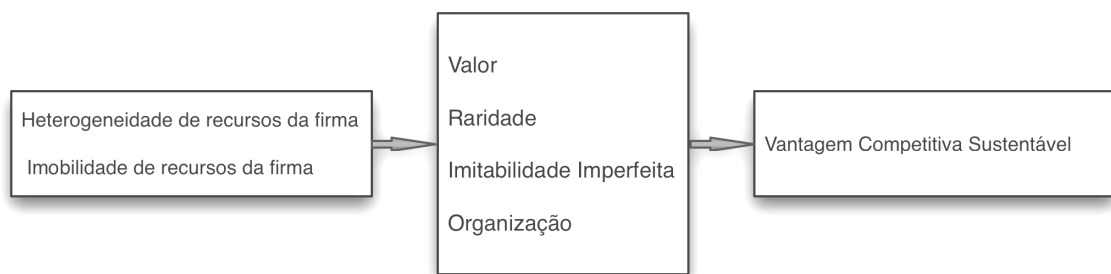 Heterogeneidade de recursos da firma
Imobilidade de recursos da firma
Valor
Raridade
Imitabilidade Imperfeita
Organização
Vantagem Competitiva Sustentável